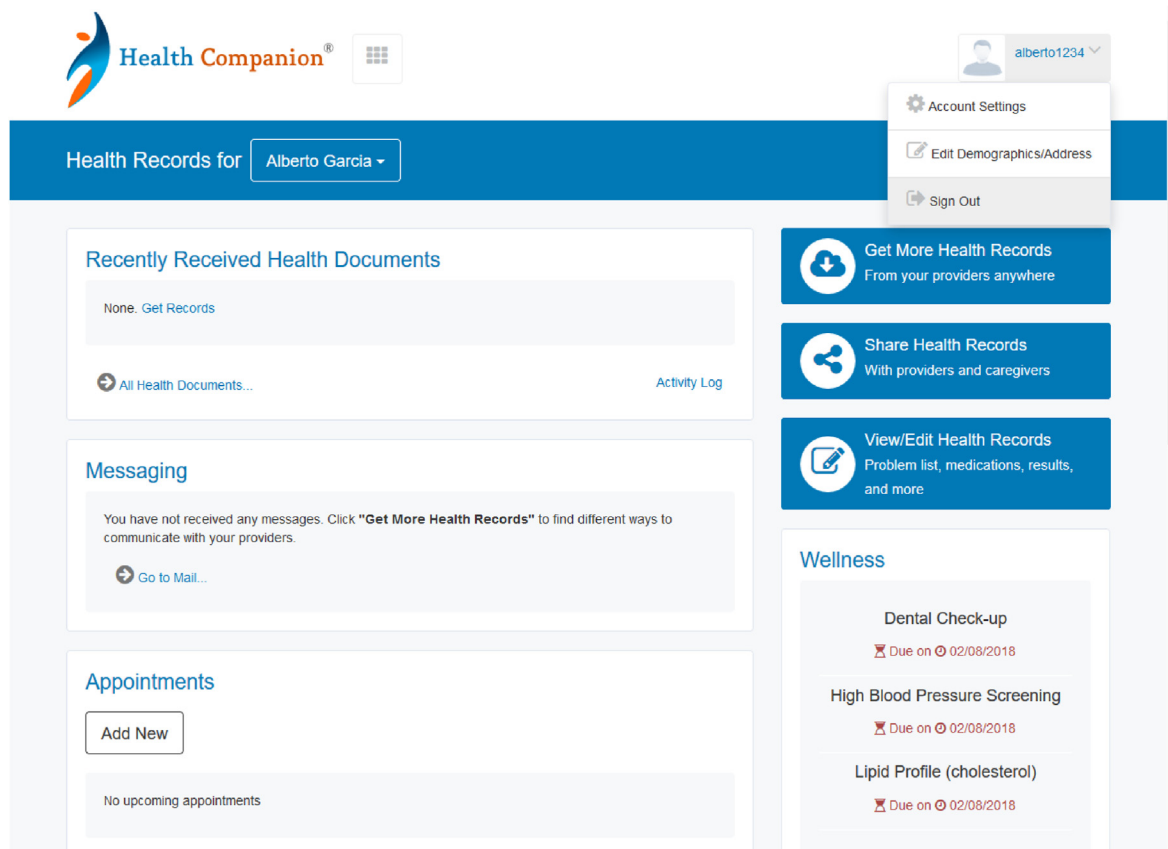 Health Companion®
alberto1234
Account Settings
Edit Demographics/Address
Sign Out
Health Records for
Alberto Garcia
Recently Received Health Documents
None. Get Records
All Health Documents...
Activity Log
Messaging
You have not received any messages. Click "Get More Health Records" to find different ways to
communicate with your providers.
Go to Mail...
Appointments
Add New
No upcoming appointments
Get More Health Records
From your providers anywhere
Share Health Records
With providers and caregivers
View/Edit Health Records
Problem list, medications, results,
and more
Wellness
Dental Check-up
Due on 02/08/2018
High Blood Pressure Screening
Due on 02/08/2018
Lipid Profile (cholesterol)
Due on 02/08/2018